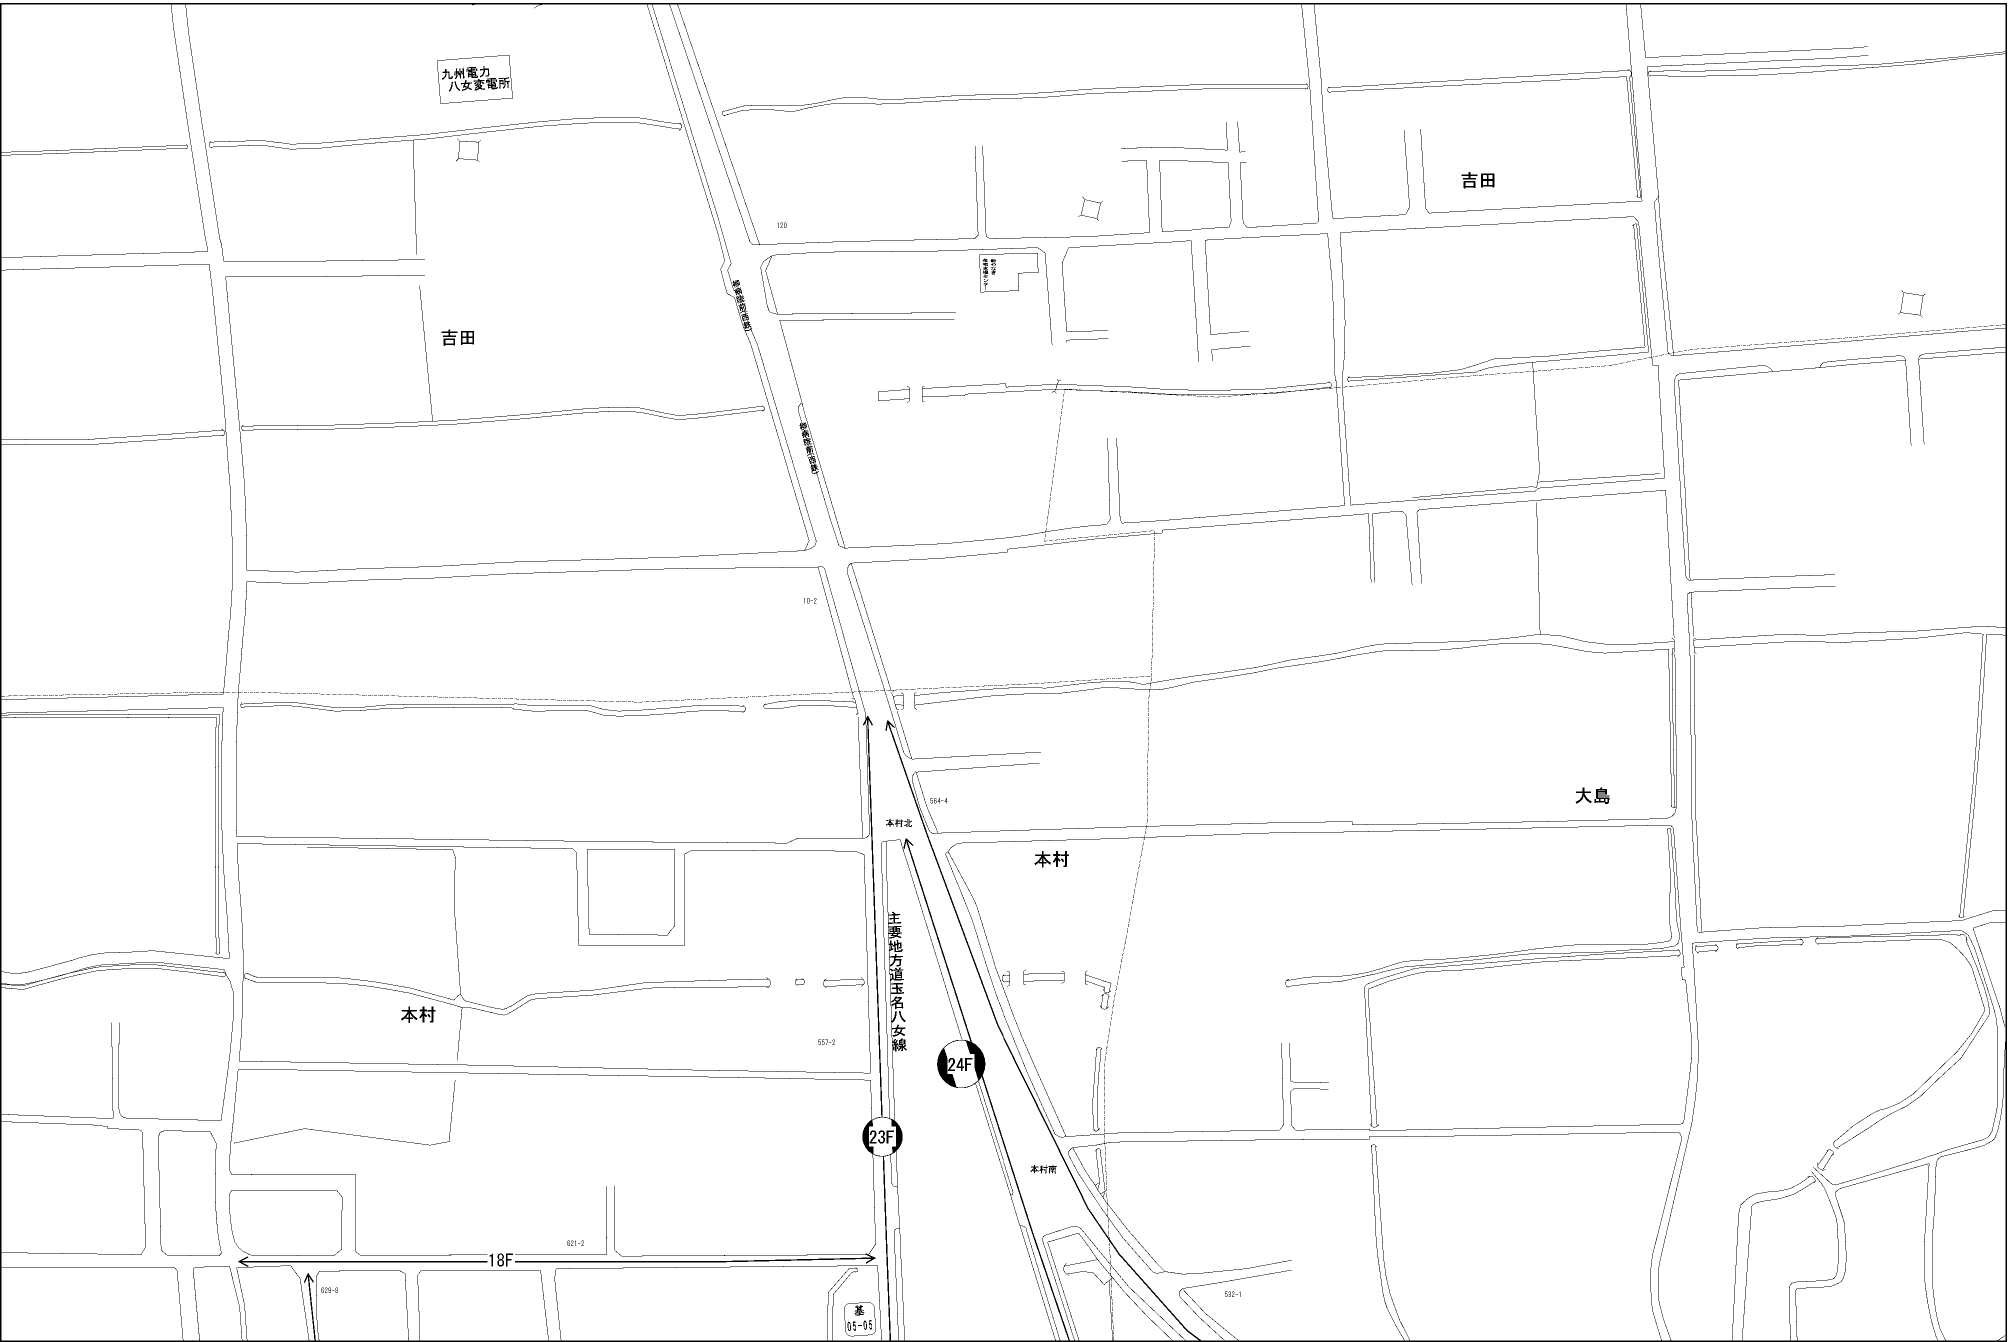 九州電力
八女変電所
吉田
120
吉田
10-2
564-4
大島
本村北
本村
主要地方道玉名八女線
本村
557-2
24F
23F
本村南
621-2
18F
629-8
532-1
墓
05-05